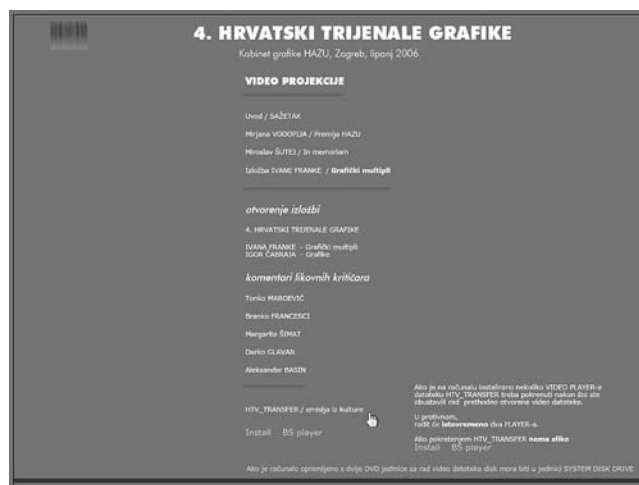 4. HRVATSKI TRIJENALE GRAFIKE
Kabinet grafike HAZU, Zagreb, lipanj 2006.
VIDEO PROJEKCIJE
Uvod / SAŽETAK
Mirjana VODOPIJA / Premija HAZU
Miroslav ŠUTEJ / In memoriam
Izložba IVANE FRANKE / Grafički multipli
otvorenje izložbi
4. HRVATSKI TRIJENALE GRAFIKE
IVANA FRANKE - Grafički multipli
IGOR ČABRAJA - Grafike
komentari likovnih kritičara
Tonko MAROEVIĆ
Branko FRANCESCI
Margarita ŠIMAT
Darko GLAVAN
Aleksandar BASIN
HTV_TRANSFER / emisija iz kulture
Install - BS player
Ako je na računalu instalirano nekoliko VIDEO PLAYER-a
datoteku HTV_TRANSFER treba pokrenuti nakon što ste
obustavili rad prethodno otvorene video datoteke.
U protivnom,
radit će istovremeno dva PLAYER-a.
Ako pokretanjem HTV_TRANSFER nema slike
Install - BS player
Ako je računalo opremljeno s dvije DVD jedinice za rad video datoteka disk mora biti u jedinici SYSTEM DISK DRIVE